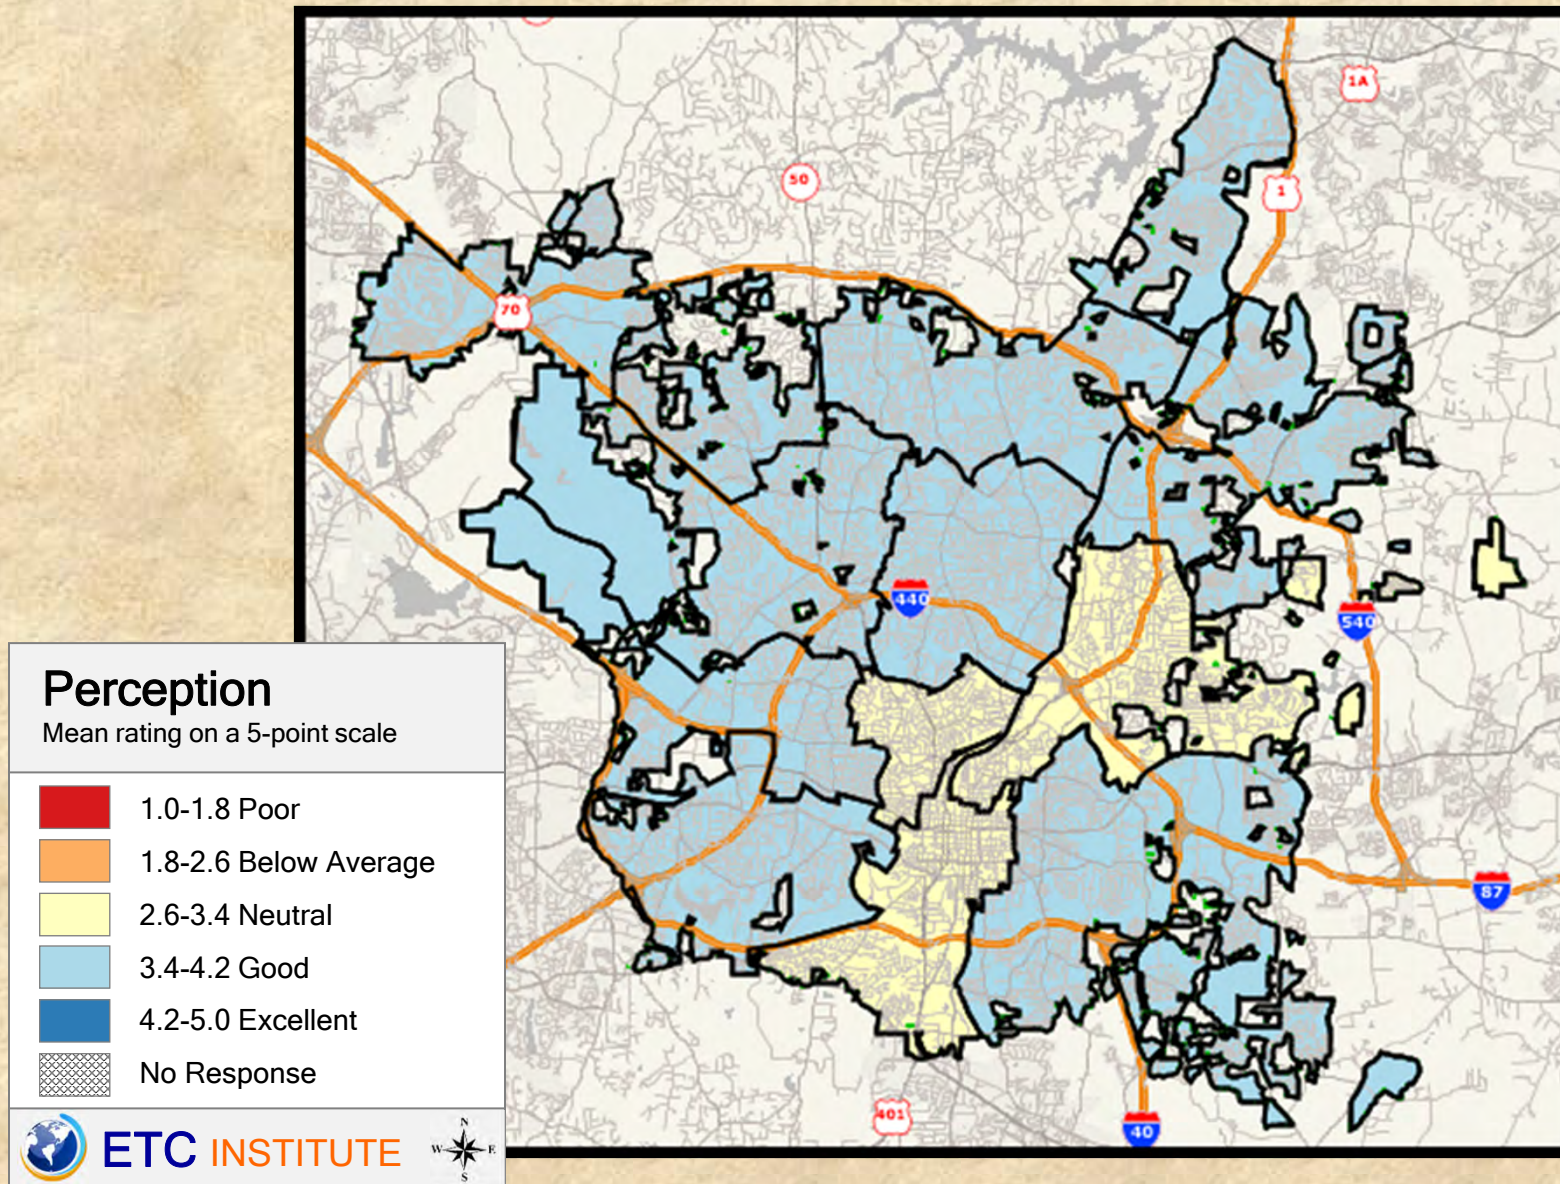 1A
50
1
70
440
540
87
401
40
Perception
Mean rating on a 5-point scale
1.0-1.8 Poor
1.8-2.6 Below Average
2.6-3.4 Neutral
3.4-4.2 Good
4.2-5.0 Excellent
No Response
ETC INSTITUTE
N
W E
S